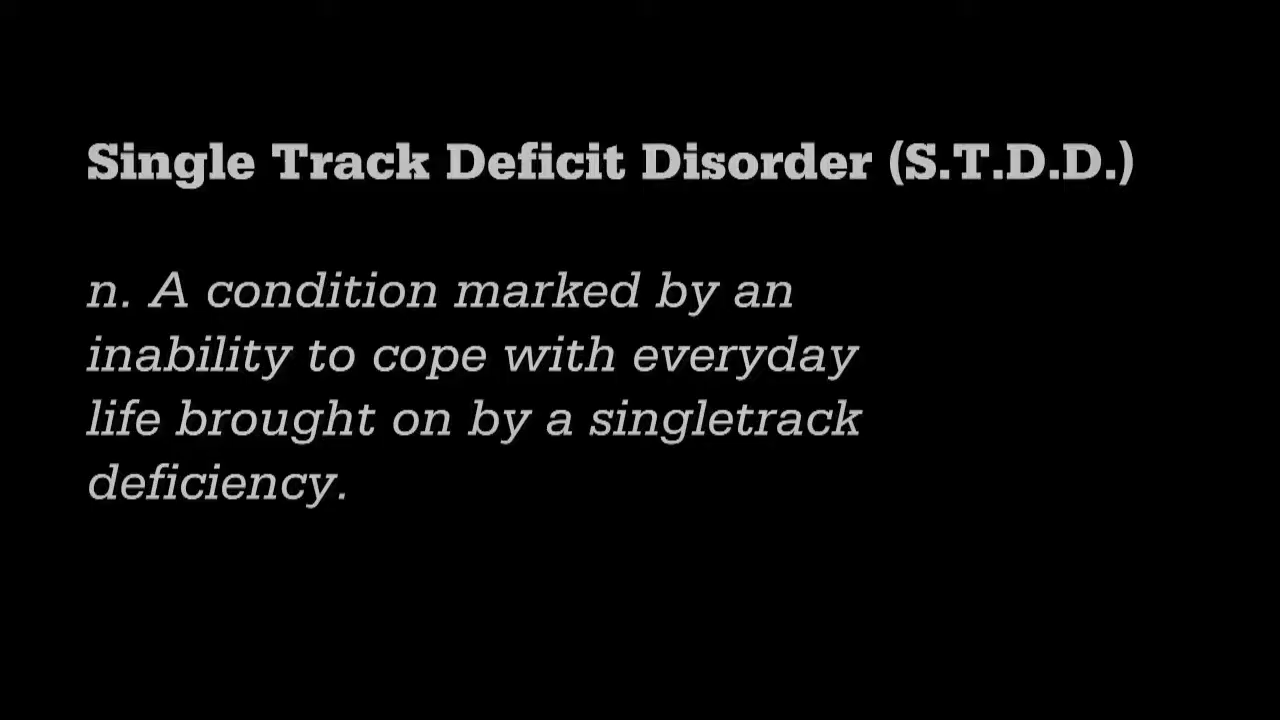 Single Track Deficit Disorder (S.T.D.D.)
n. A condition marked by an
inability to cope with everyday
life brought on by a singletrack
deficiency.